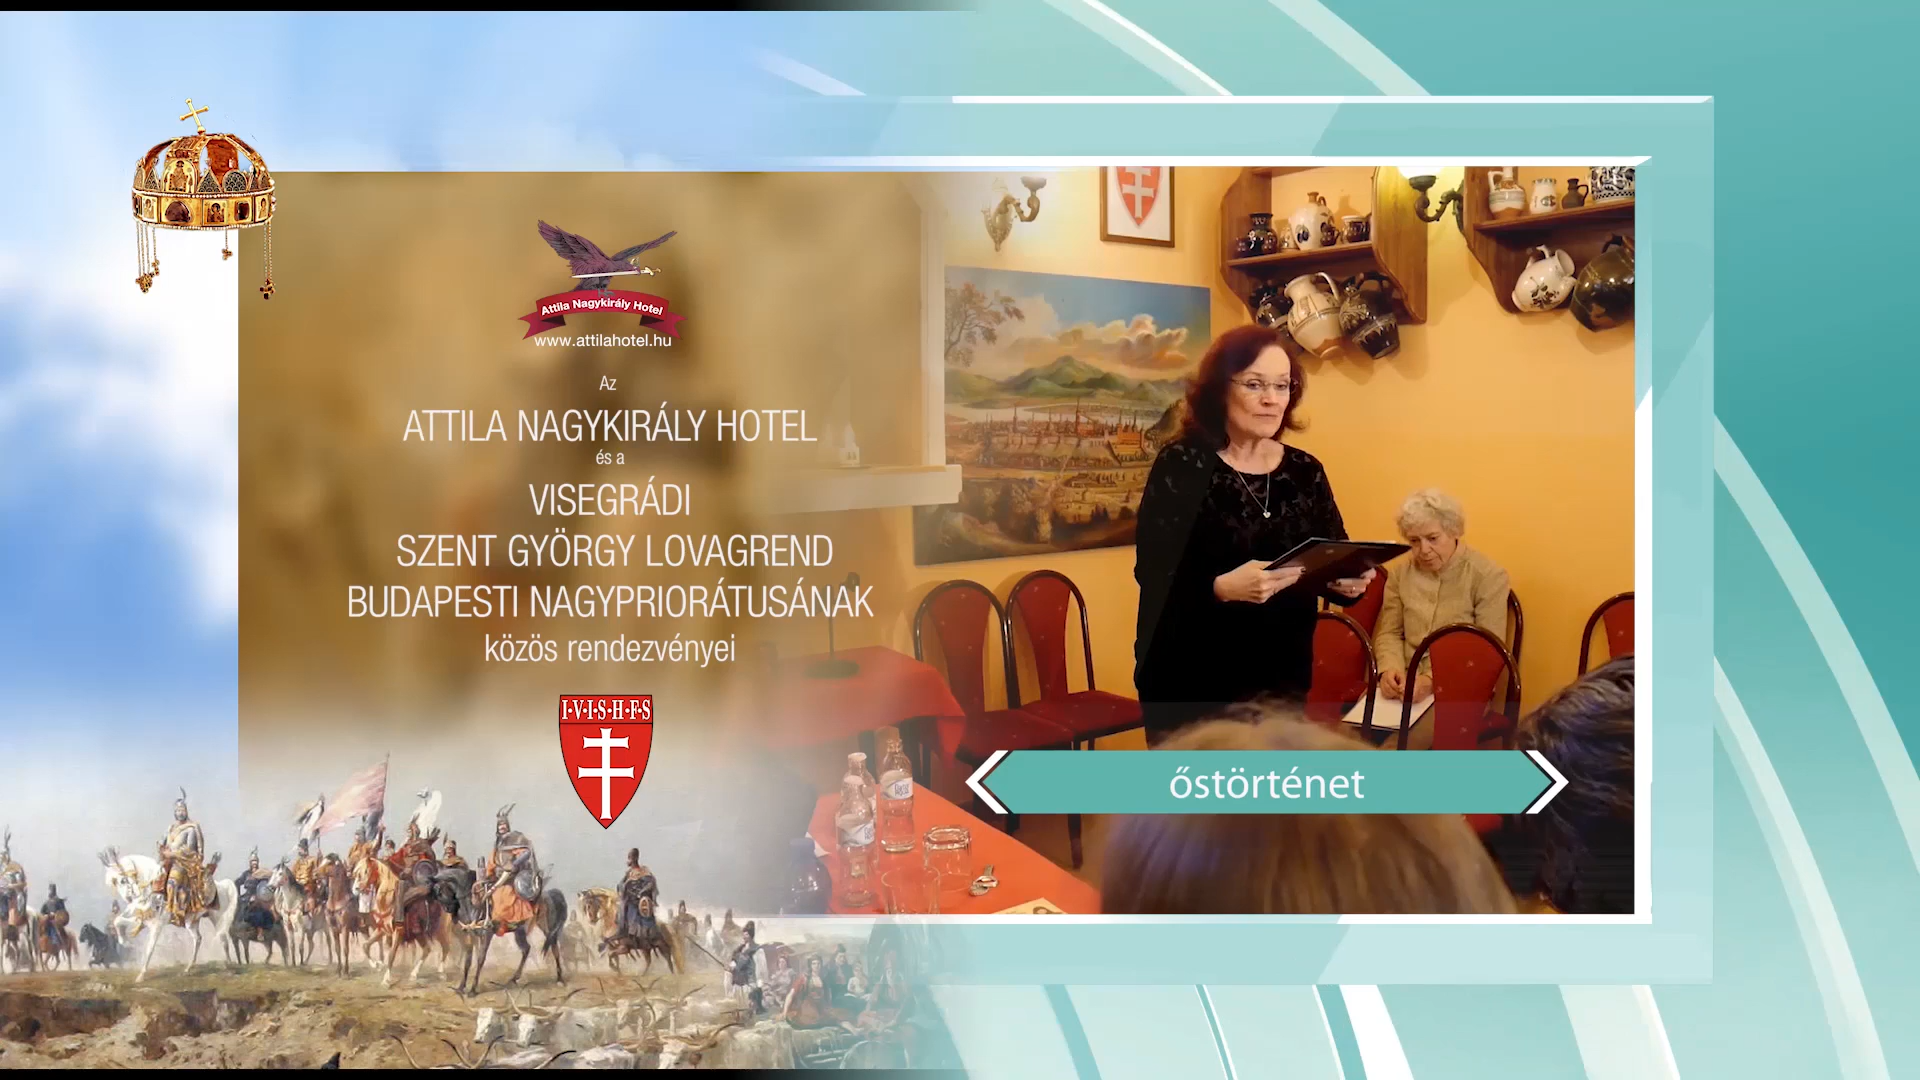 Attila Nagykirály Hotel
www.attilahotel.hu
Az
ATTILA NAGYKIRÁLY HOTEL
és a
VISEGRÁDI
SZENT GYÖRGY LOVAGREND
BUDAPESTI NAGYPRIORÁTUSÁNAK
közös rendezvényei
I·V·I·S·H·F·S
őstörténet